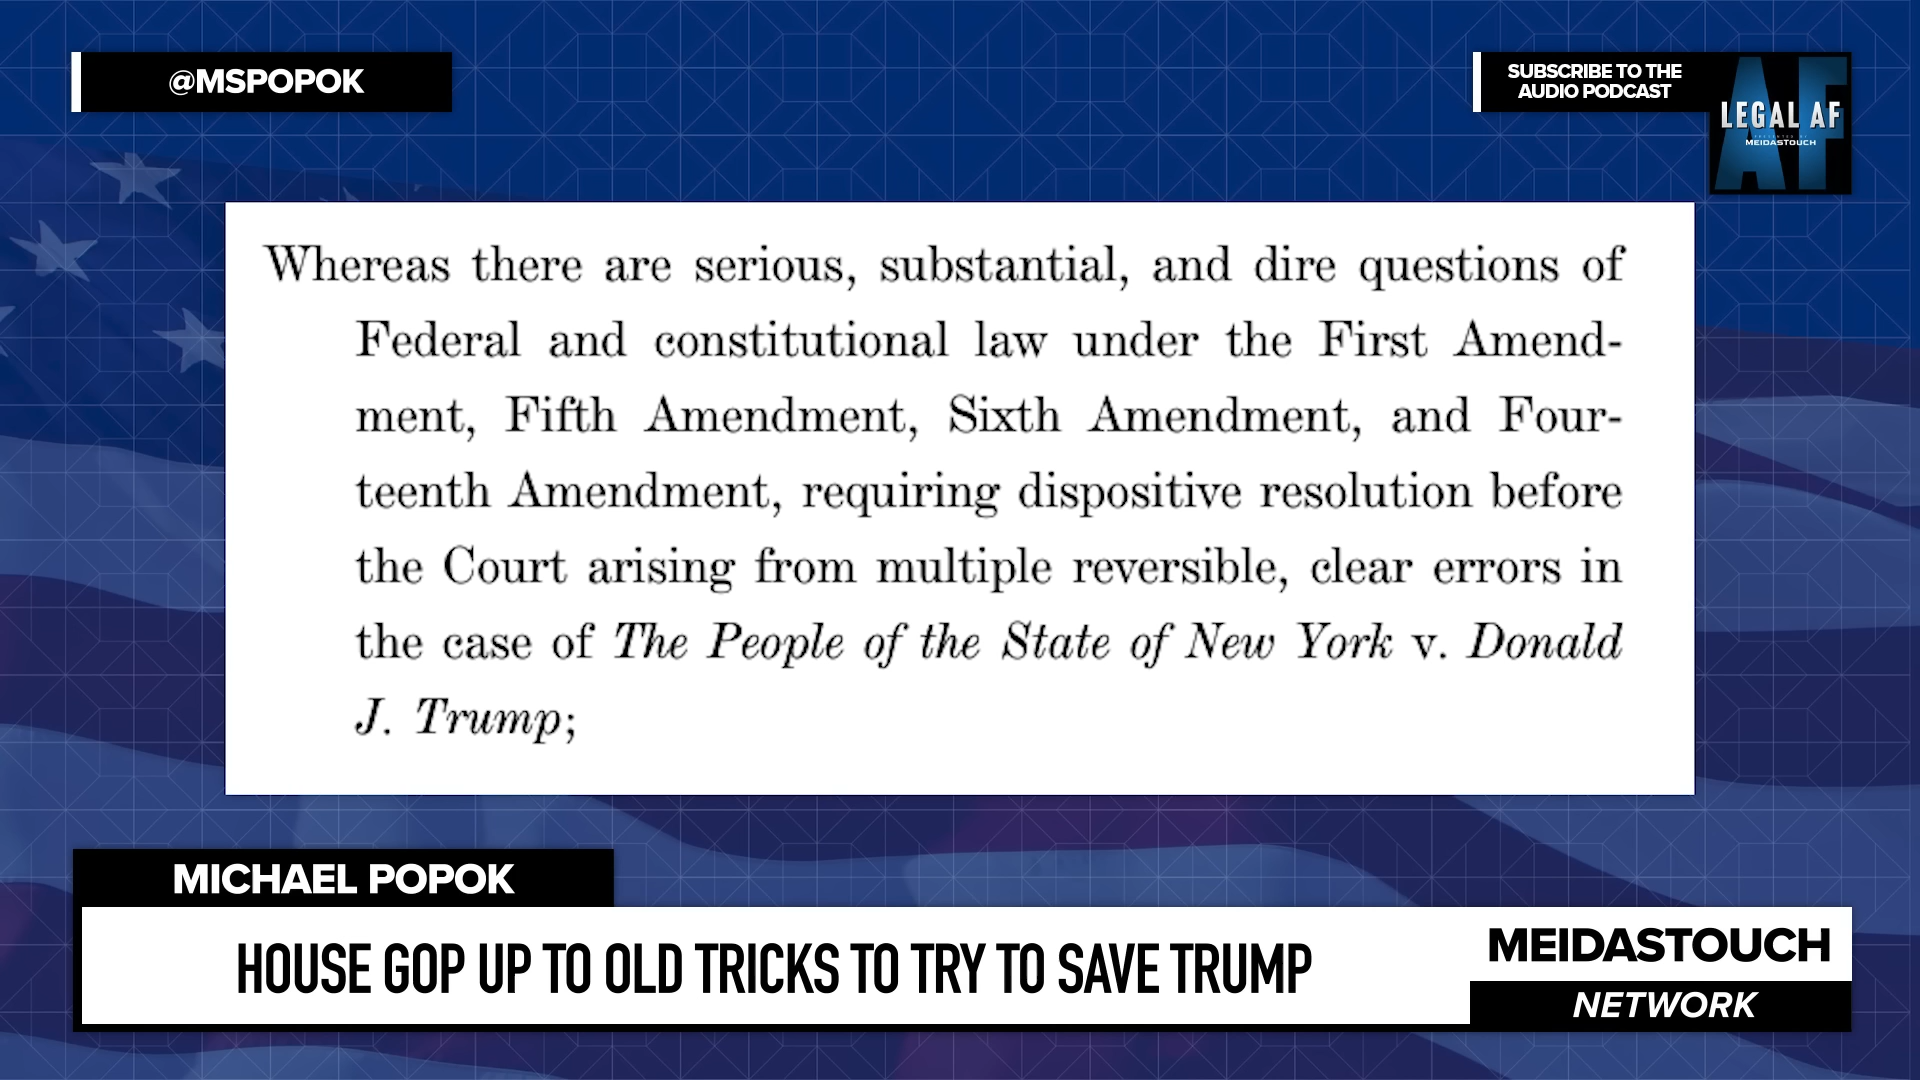 @MSPOPOK
SUBSCRIBE TO THE
AUDIO PODCAST
LEGAL AF
MEIDASTOUCH
Whereas there are serious, substantial, and dire questions of
Federal and constitutional law under the First Amend-
ment, Fifth Amendment, Sixth Amendment, and Four-
teenth Amendment, requiring dispositive resolution before
the Court arising from multiple reversible, clear errors in
the case of The People of the State of New York v. Donald
J. Trump;
MICHAEL POPOK
HOUSE GOP UP TO OLD TRICKS TO TRY TO SAVE TRUMP
MEIDASTOUCH
NETWORK